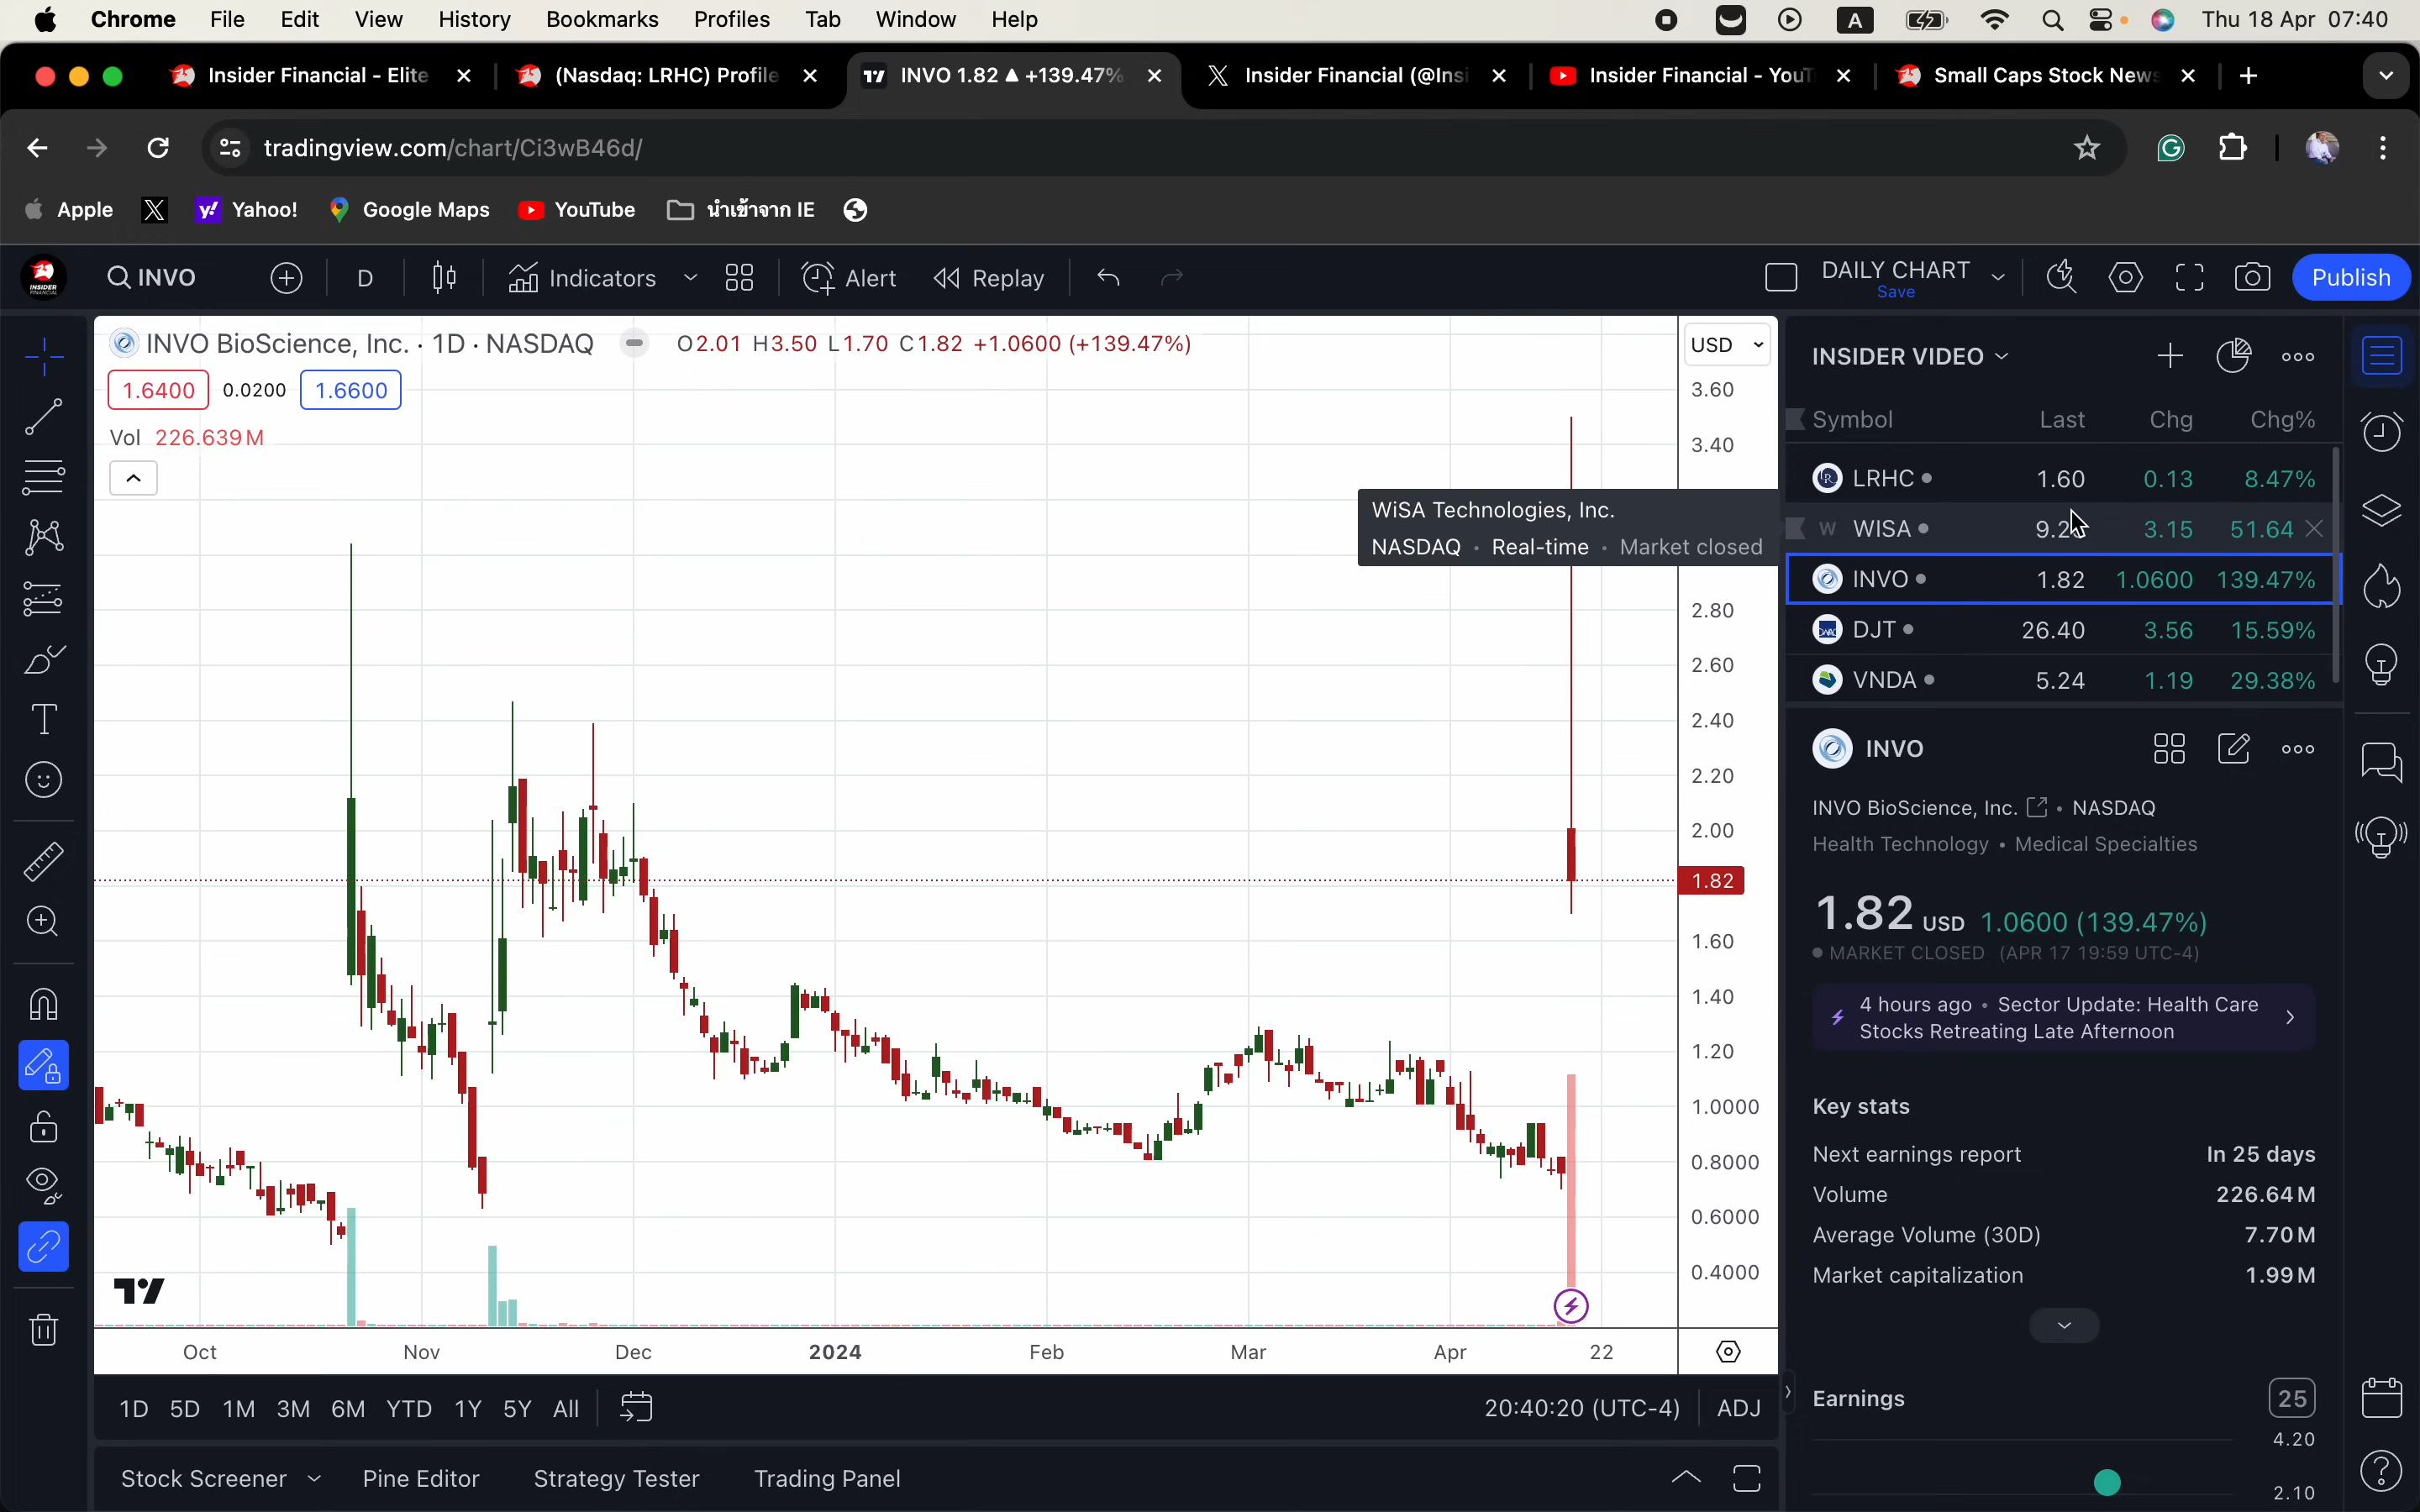 Chrome File Edit View History Bookmarks Profiles Tab Window Help A Thu 18 Apr 07:40
Insider Financial - Elite (Nasdaq: LRHC) Profile INVO 1.82 ▲ +139.47% Insider Financial (@Insi Insider Financial - YouT Small Caps Stock News
tradingview.com/chart/Ci3wB46d/
Apple Yahoo! Google Maps YouTube นำเข้าจาก IE
INVO D Indicators Alert Replay DAILY CHART Publish
Save
INVO BioScience, Inc. · 1D · NASDAQ O2.01 H3.50 L1.70 C1.82 +1.0600 (+139.47%)
1.6400 0.0200 1.6600
Vol 226.639M
USD
3.60
3.40
2.80
2.60
2.40
2.20
2.00
1.82
1.60
1.40
1.20
1.0000
0.8000
0.6000
0.4000
WiSA Technologies, Inc.
NASDAQ · Real-time · Market closed
Oct Nov Dec 2024 Feb Mar Apr 22
1D 5D 1M 3M 6M YTD 1Y 5Y All 20:40:20 (UTC-4) ADJ
Stock Screener Pine Editor Strategy Tester Trading Panel
INSIDER VIDEO
Symbol Last Chg Chg%
LRHC 1.60 0.13 8.47%
W WISA 3.15 51.64
INVO 1.82 1.0600 139.47%
DJT 26.40 3.56 15.59%
VNDA 5.24 1.19 29.38%
INVO
INVO BioScience, Inc. • NASDAQ
Health Technology • Medical Specialties
1.82 USD 1.0600 (139.47%)
MARKET CLOSED (APR 17 19:59 UTC-4)
4 hours ago • Sector Update: Health Care
Stocks Retreating Late Afternoon
Key stats
Next earnings report In 25 days
Volume 226.64M
Average Volume (30D) 7.70M
Market capitalization 1.99M
Earnings 25
4.20
2.10